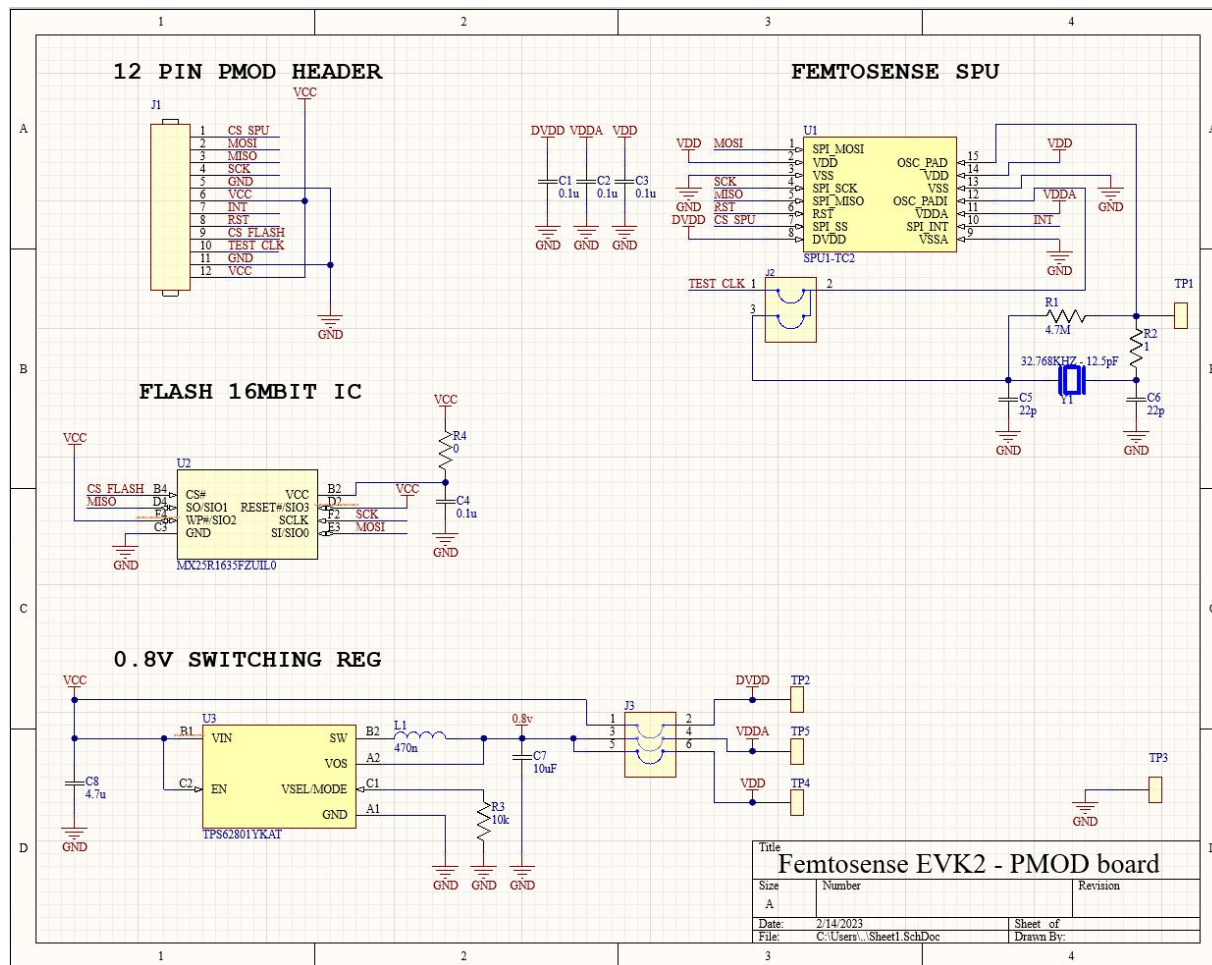 1 2 3 4
A
B
C
D
12 PIN PMOD HEADER
VCC
J1
1 CS_SPU
2 MOSI
3 MISO
4 SCK
5 GND
6 VCC
7 INT
8 RST
9 CS_FLASH
10 TEST_CLK
11 GND
12 VCC
GND
DVDD VDDA VDD
C1 C2 C3
0.1u 0.1u 0.1u
GND GND GND
FEMTOSENSE SPU
U1
MOSI 1 SPI_MOSI
VDD 2 VDD
3 VSS
SCK 4 SPI_SCK
MISO 5 SPI_MISO
GND
RST 6 RST
DVDD
CS_SPU 7 SPI_SS
8 DVDD
OSC_PAD 15
VDD 14 VDD
VSS 13
OSC_PADI 12
VDDA 11 VDDA
GND
SPI_INT 10 INT
VSSA 9
GND
SPU1-TC2
J2
TEST_CLK 1 2
3
TP1
R1
4.7M
R2
1
32.768KHZ - 12.5pF
Y1
C5
22p
C6
22p
GND GND
FLASH 16MBIT IC
VCC
VCC
R4
0
U2
CS_FLASH B4 CS#
MISO D4 SO/SIO1
E4 WP#/SIO2
C3 GND
VCC B2
RESET#/SIO3 D2 VCC
SCLK F2 SCK
SI/SIO0 E3 MOSI
C4
0.1u
GND
GND
MX25R1635FZUIL0
0.8V SWITCHING REG
VCC
U3
B1 VIN
C2 EN
SW B2
VOS A2
VSEL/MODE C1
GND A1
TPS62801YKAT
L1
470n
0.8v
C7
10uF
C8
4.7u
R3
10k
GND
GND GND GND
J3
1 2
3 4
5 6
DVDD TP2
VDDA TP5
VDD TP4
TP3
GND
Title
Femtosense EVK2 - PMOD board
Size Number Revision
A
Date: 2/14/2023 Sheet of
File: C:\Users\..\Sheet1.SchDoc Drawn By:
1 2 3 4